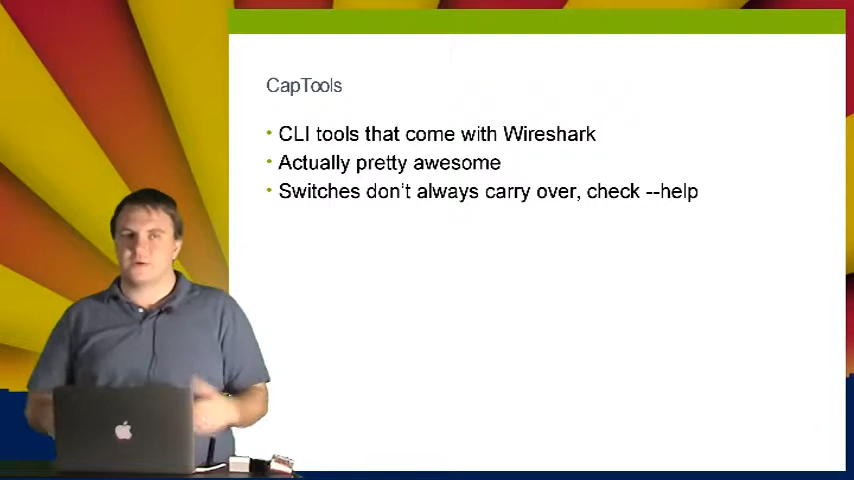 CapTools
• CLI tools that come with Wireshark
• Actually pretty awesome
• Switches don't always carry over, check --help